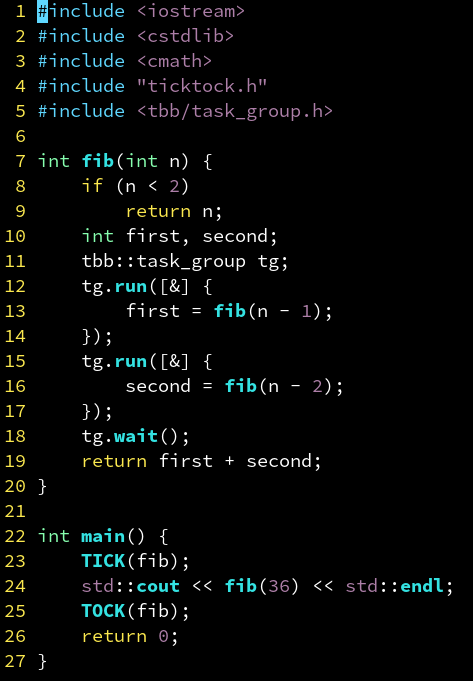 1 #include <iostream>
2 #include <cstdlib>
3 #include <cmath>
4 #include "ticktock.h"
5 #include <tbb/task_group.h>
6
7 int fib(int n) {
8     if (n < 2)
9         return n;
10     int first, second;
11     tbb::task_group tg;
12     tg.run([&] {
13         first = fib(n - 1);
14     });
15     tg.run([&] {
16         second = fib(n - 2);
17     });
18     tg.wait();
19     return first + second;
20 }
21
22 int main() {
23     TICK(fib);
24     std::cout << fib(36) << std::endl;
25     TOCK(fib);
26     return 0;
27 }